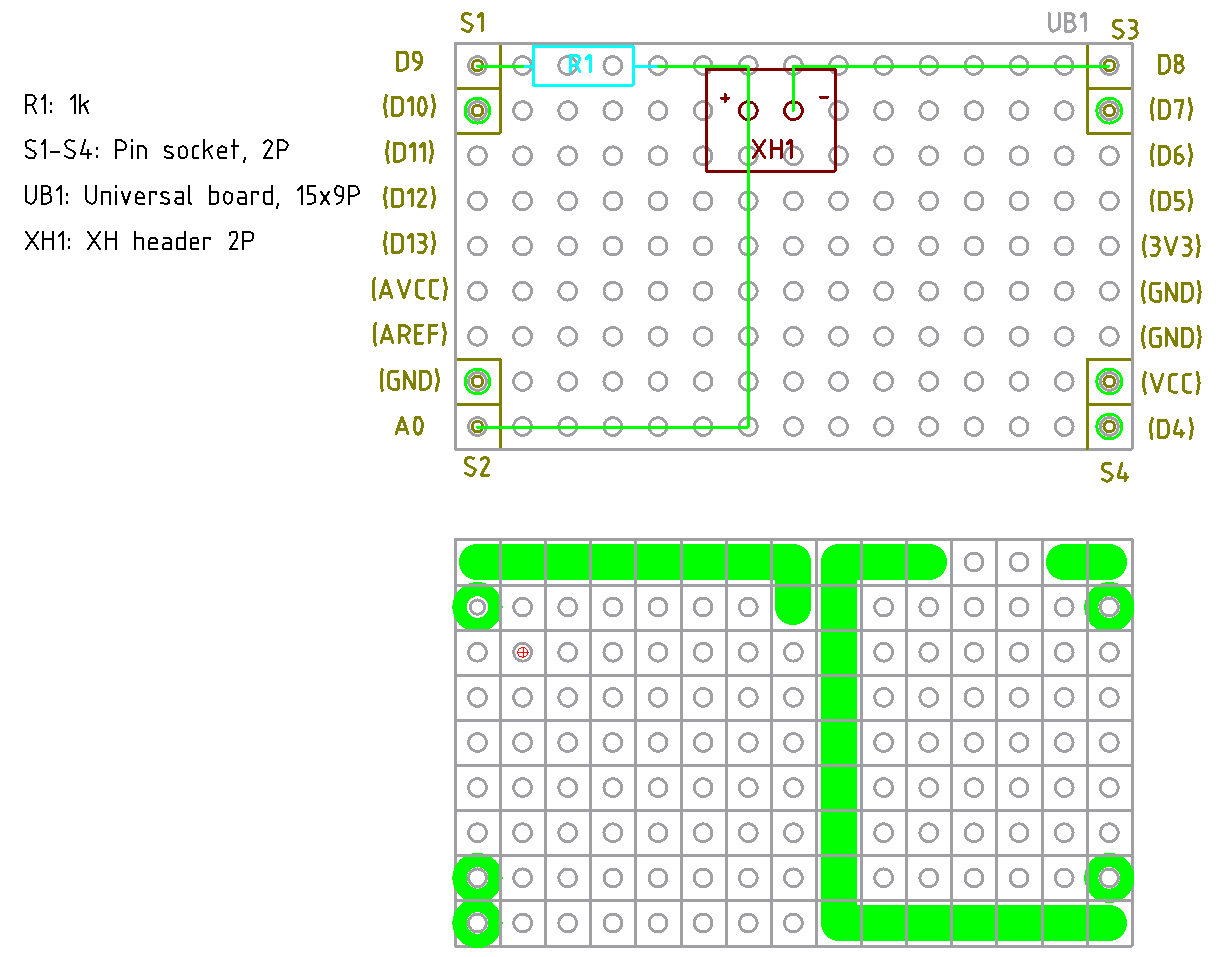 S1
UB1
S3
D9
R1
D8
R1: 1k
(D10)
+
-
(D7)
S1-S4: Pin socket, 2P
(D11)
XH1
(D6)
UB1: Universal board, 15x9P
(D12)
(D5)
XH1: XH header 2P
(D13)
(3V3)
(AVCC)
(GND)
(AREF)
(GND)
(GND)
(VCC)
A0
(D4)
S2
S4